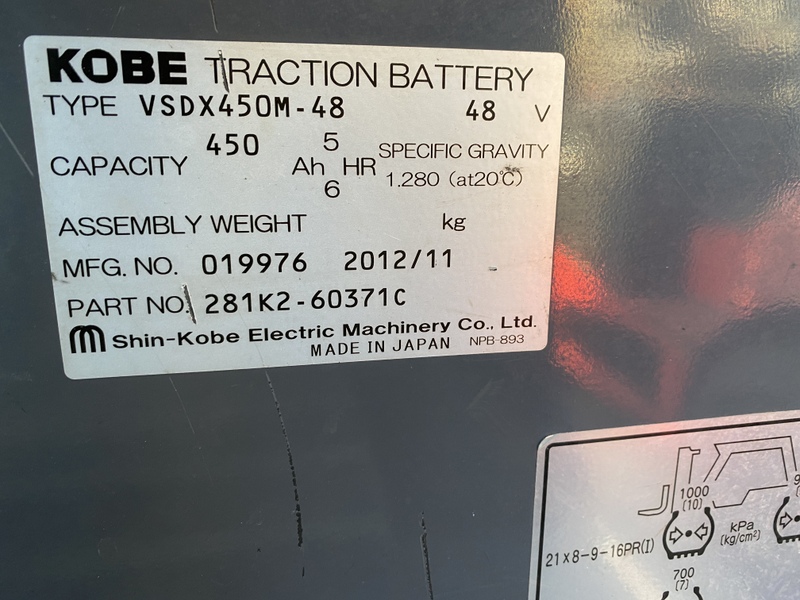 KOBE TRACTION BATTERY
TYPE VSDX450M-48 48 V
CAPACITY 450 Ah 5 HR SPECIFIC GRAVITY
6 1.280 (at20℃)
ASSEMBLY WEIGHT kg
MFG. NO. 019976 2012/11
PART NO. 281K2-60371C
Shin-Kobe Electric Machinery Co., Ltd.
MADE IN JAPAN NPB-893
1000
(10)
kPa
(kg/cm²)
21×8-9-16PR(I)
700
(7)